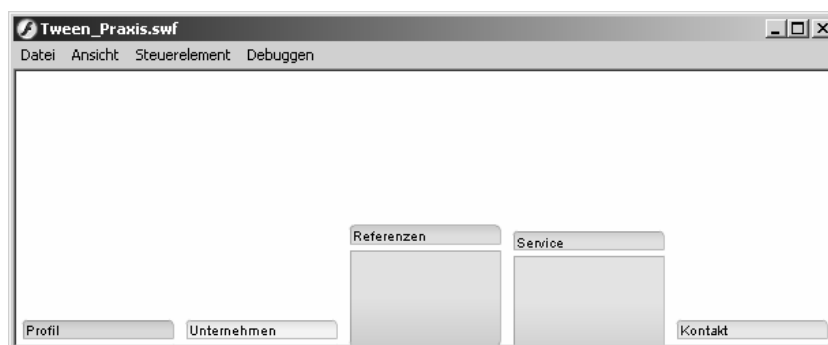 Tween_Praxis.swf
Datei Ansicht Steuerelement Debuggen
Referenzen
Service
Profil Unternehmen Kontakt